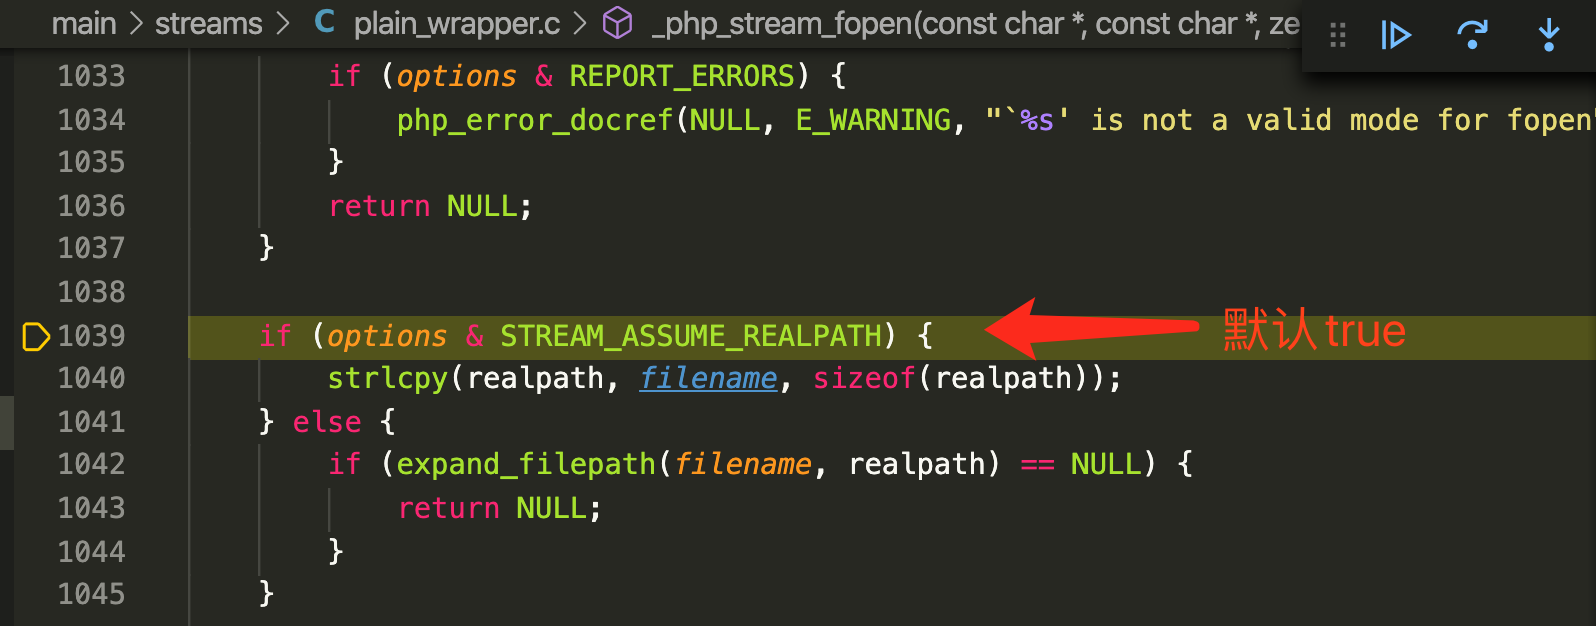 main > streams > C plain_wrapper.c > _php_stream_fopen(const char *, const char *, ze
1033 if (options & REPORT_ERRORS) {
1034 php_error_docref(NULL, E_WARNING, "`%s' is not a valid mode for fopen"
1035 }
1036 return NULL;
1037 }
1038
1039 if (options & STREAM_ASSUME_REALPATH) { 默认true
1040 strlcpy(realpath, filename, sizeof(realpath));
1041 } else {
1042 if (expand_filepath(filename, realpath) == NULL) {
1043 return NULL;
1044 }
1045 }